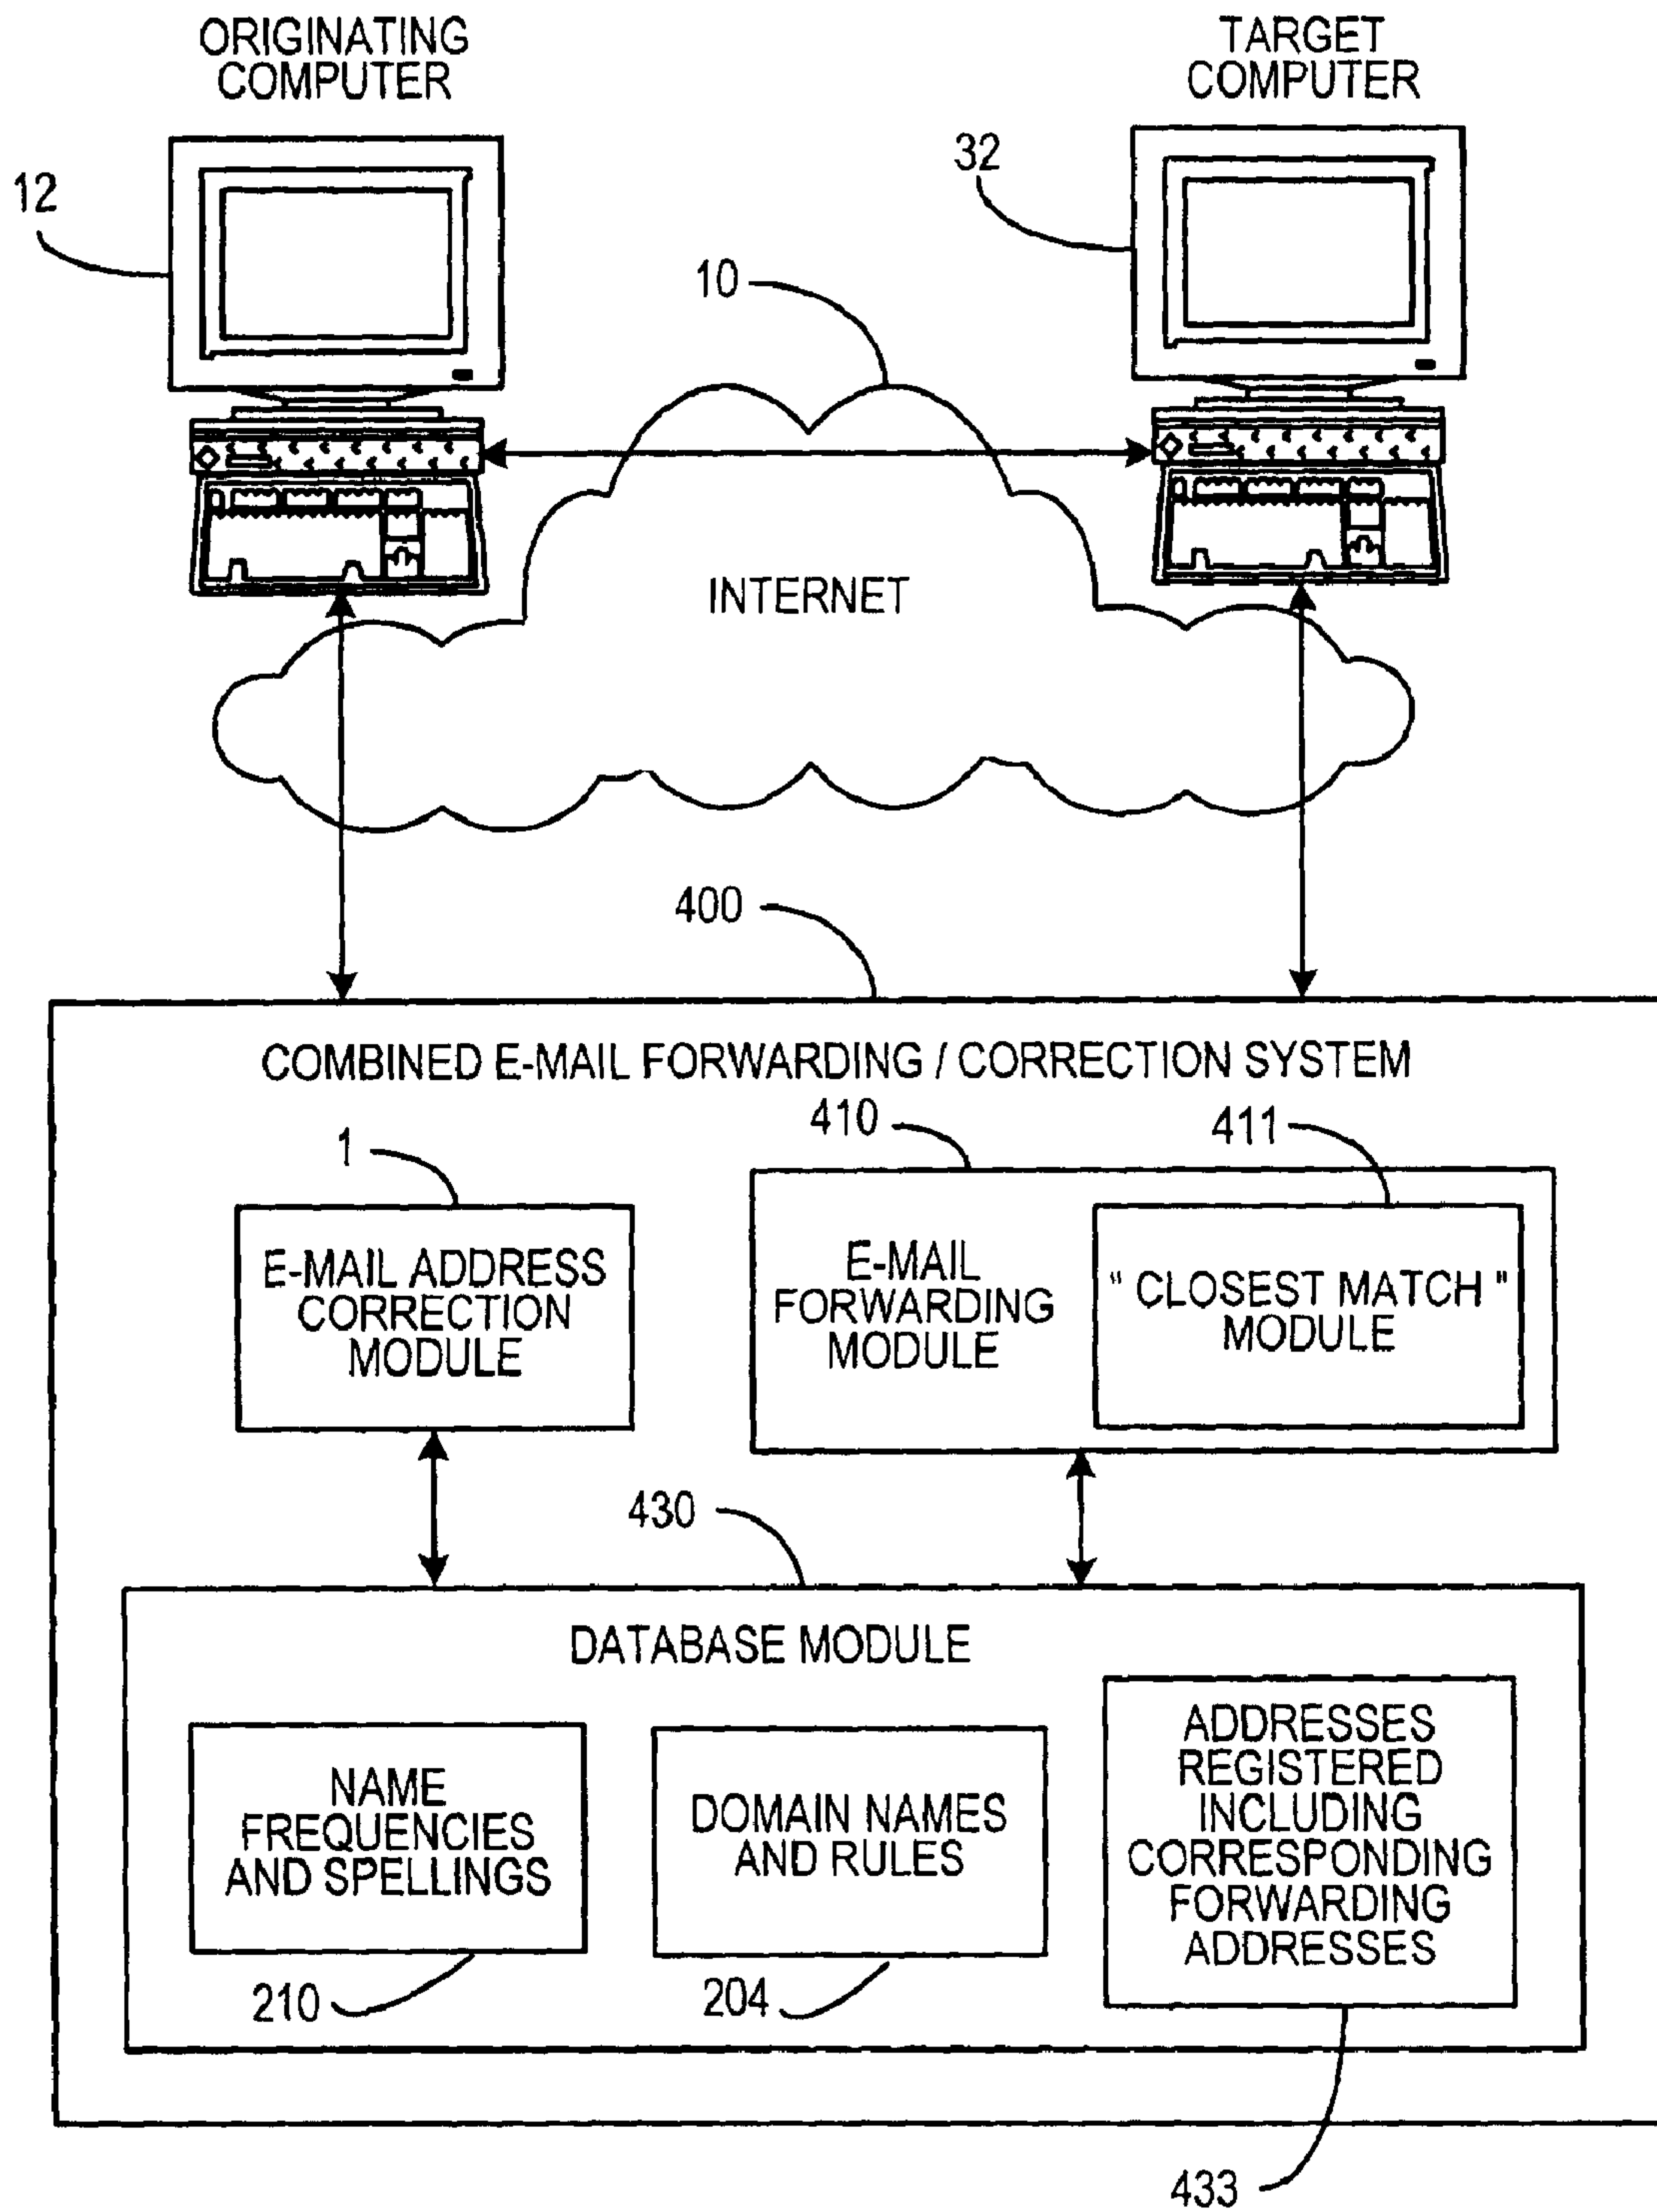 ORIGINATING
COMPUTER
TARGET
COMPUTER
12
32
10
INTERNET
400
COMBINED E-MAIL FORWARDING / CORRECTION SYSTEM
1
410
411
E-MAIL ADDRESS
CORRECTION
MODULE
E-MAIL
FORWARDING
MODULE
" CLOSEST MATCH "
MODULE
430
DATABASE MODULE
NAME
FREQUENCIES
AND SPELLINGS
DOMAIN NAMES
AND RULES
ADDRESSES
REGISTERED
INCLUDING
CORRESPONDING
FORWARDING
ADDRESSES
210
204
433